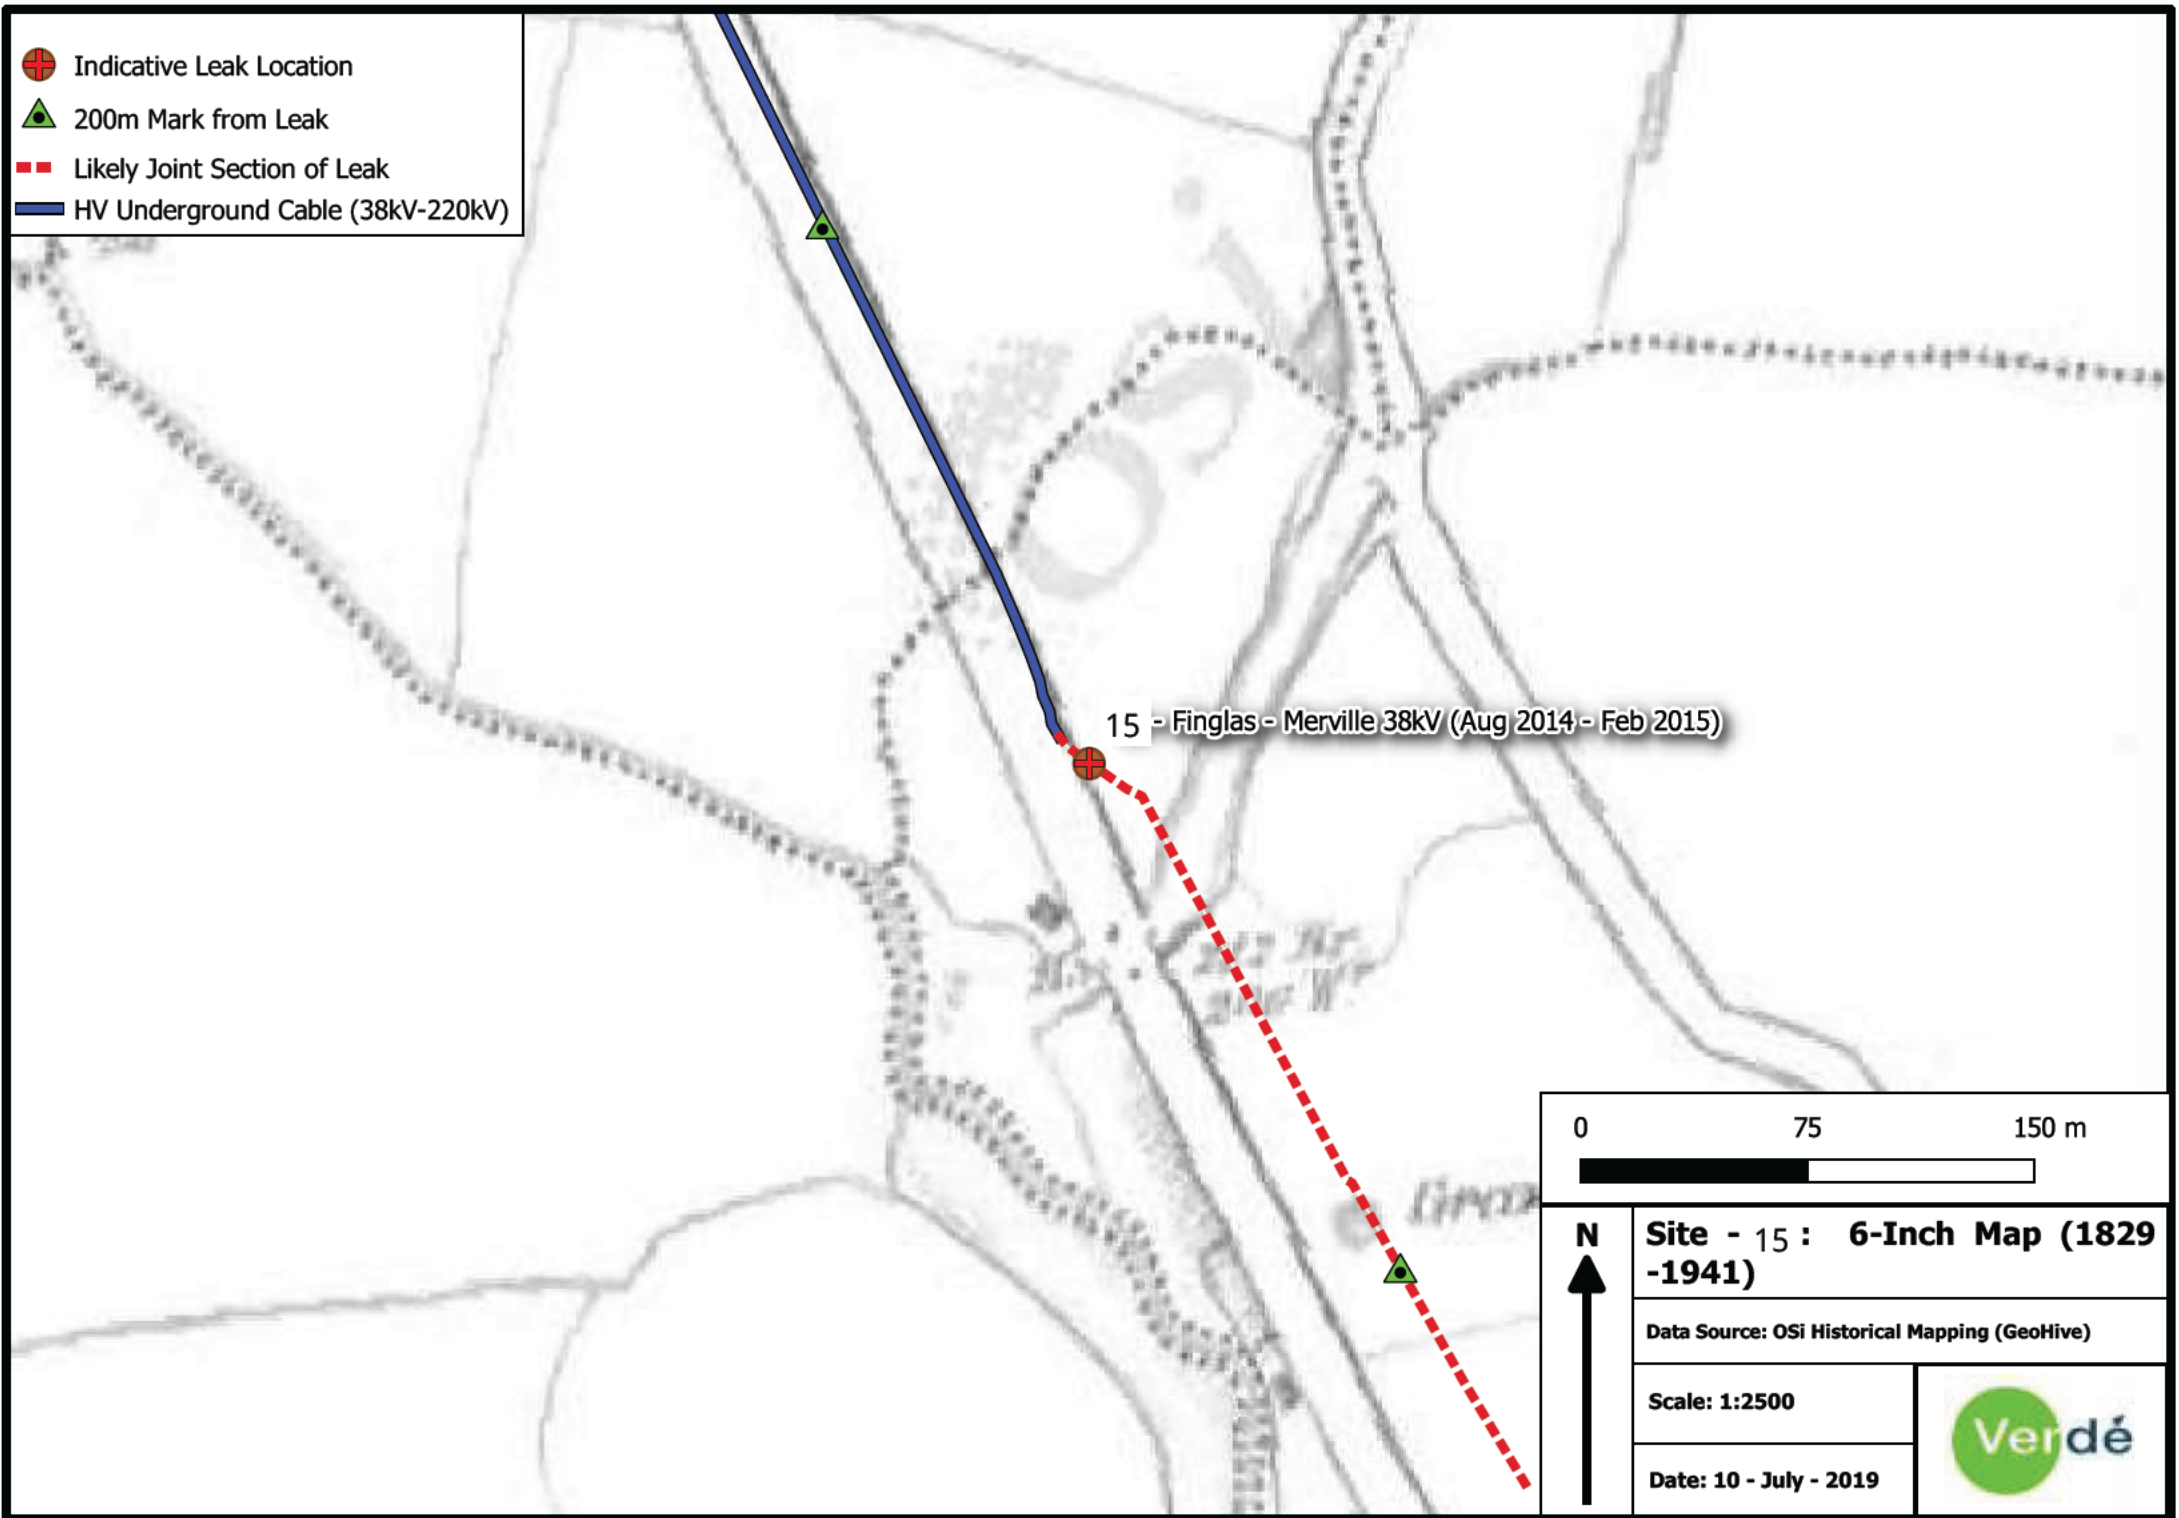 Indicative Leak Location
200m Mark from Leak
Likely Joint Section of Leak
HV Underground Cable (38kV-220kV)
15 - Finglas - Merville 38kV (Aug 2014 - Feb 2015)
0 75 150 m
N
Site - 15 : 6-Inch Map (1829
-1941)
Data Source: OSi Historical Mapping (GeoHive)
Scale: 1:2500
Date: 10 - July - 2019
Verdé